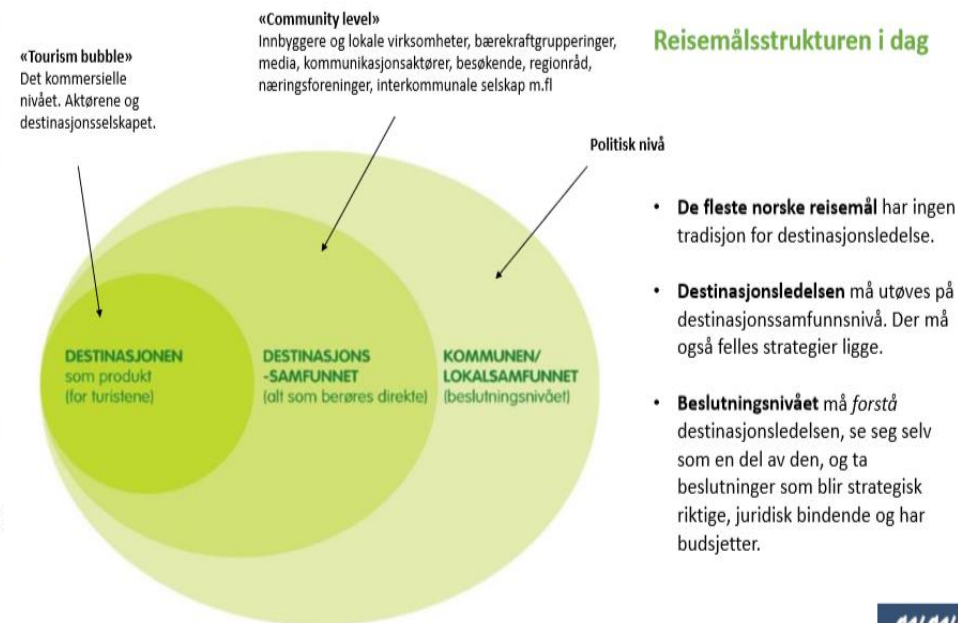 «Community level»
Innbyggere og lokale virksomheter, bærekraftgrupperinger,
media, kommunikasjonsaktører, besøkende, regionråd,
næringsforeninger, interkommunale selskap m.fl
«Tourism bubble»
Det kommersielle
nivået. Aktørene og
destinasjonsselskapet.
Reisemålsstrukturen i dag
Politisk nivå
DESTINASJONEN
som produkt
(for turistene)
DESTINASJONS
-SAMFUNNET
(alt som berøres direkte)
KOMMUNEN/
LOKALSAMFUNNET
(beslutningsnivået)
• De fleste norske reisemål har ingen
tradisjon for destinasjonsledelse.
• Destinasjonsledelsen må utøves på
destinasjonssamfunnsnivå. Der må
også felles strategier ligge.
• Beslutningsnivået må forstå
destinasjonsledelsen, se seg selv
som en del av den, og ta
beslutninger som blir strategisk
riktige, juridisk bindende og har
budsjetter.